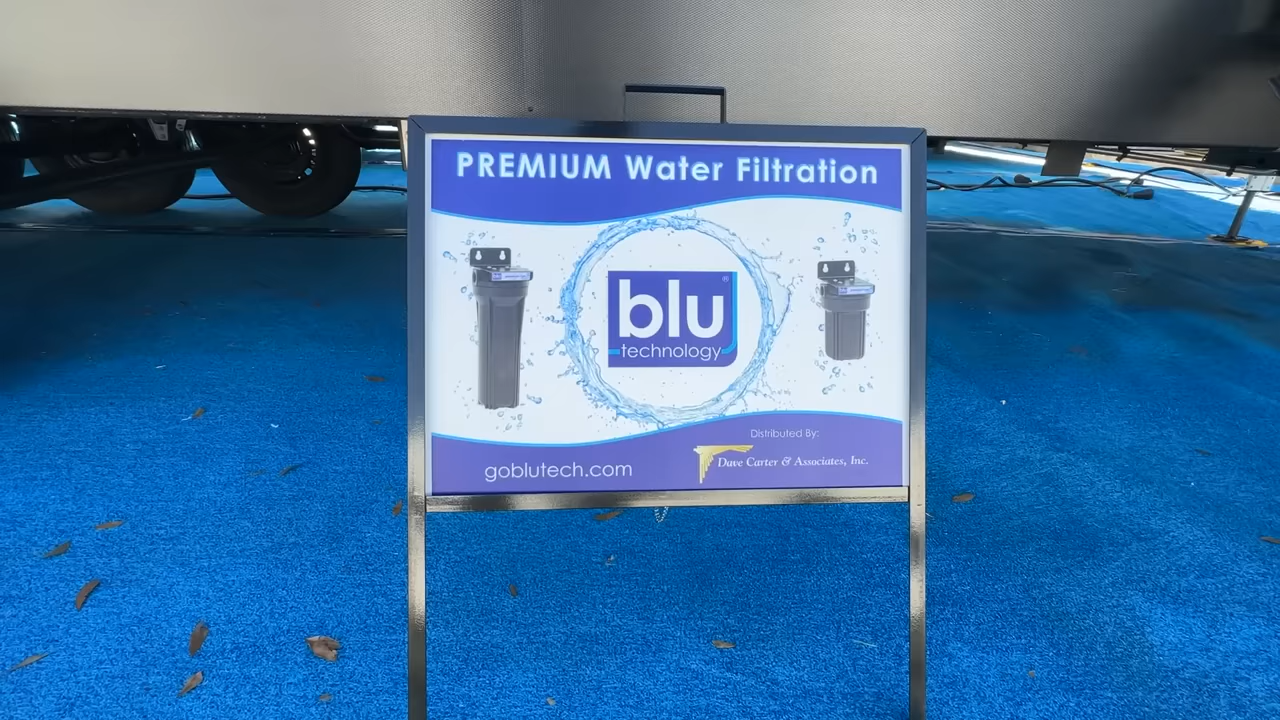 PREMIUM Water Filtration
blu®
technology
Distributed By:
Dave Carter & Associates, Inc.
goblutech.com